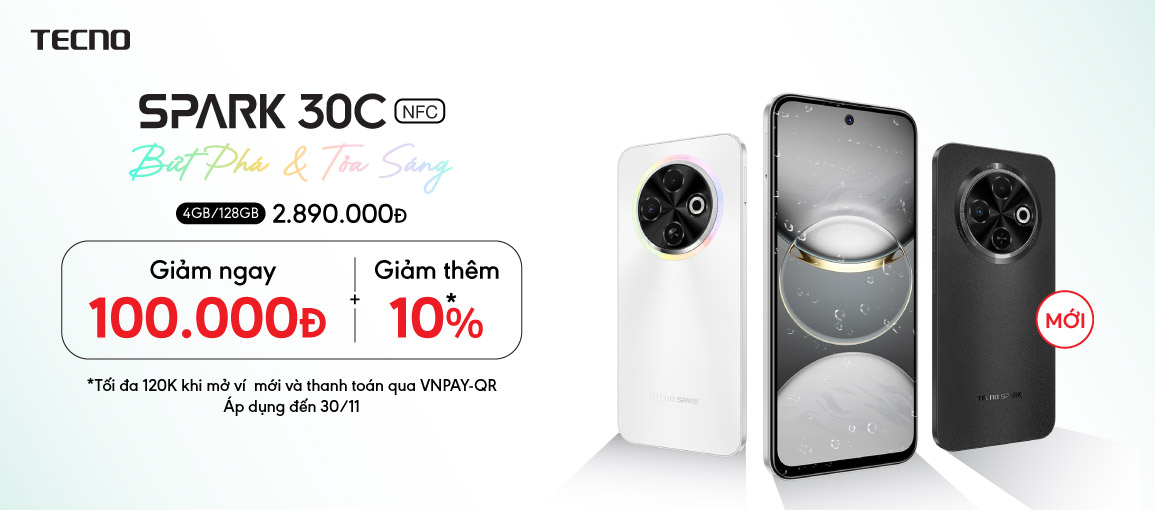 TECNO
SPARK 30C NFC
Bứt Phá & Tỏa Sáng
4GB/128GB 2.890.000Đ
Giảm ngay
100.000Đ
+
Giảm thêm
10%*
*Tối đa 120K khi mở ví mới và thanh toán qua VNPAY-QR
Áp dụng đến 30/11
TECNO SPARK
TECNO SPARK
MỚI